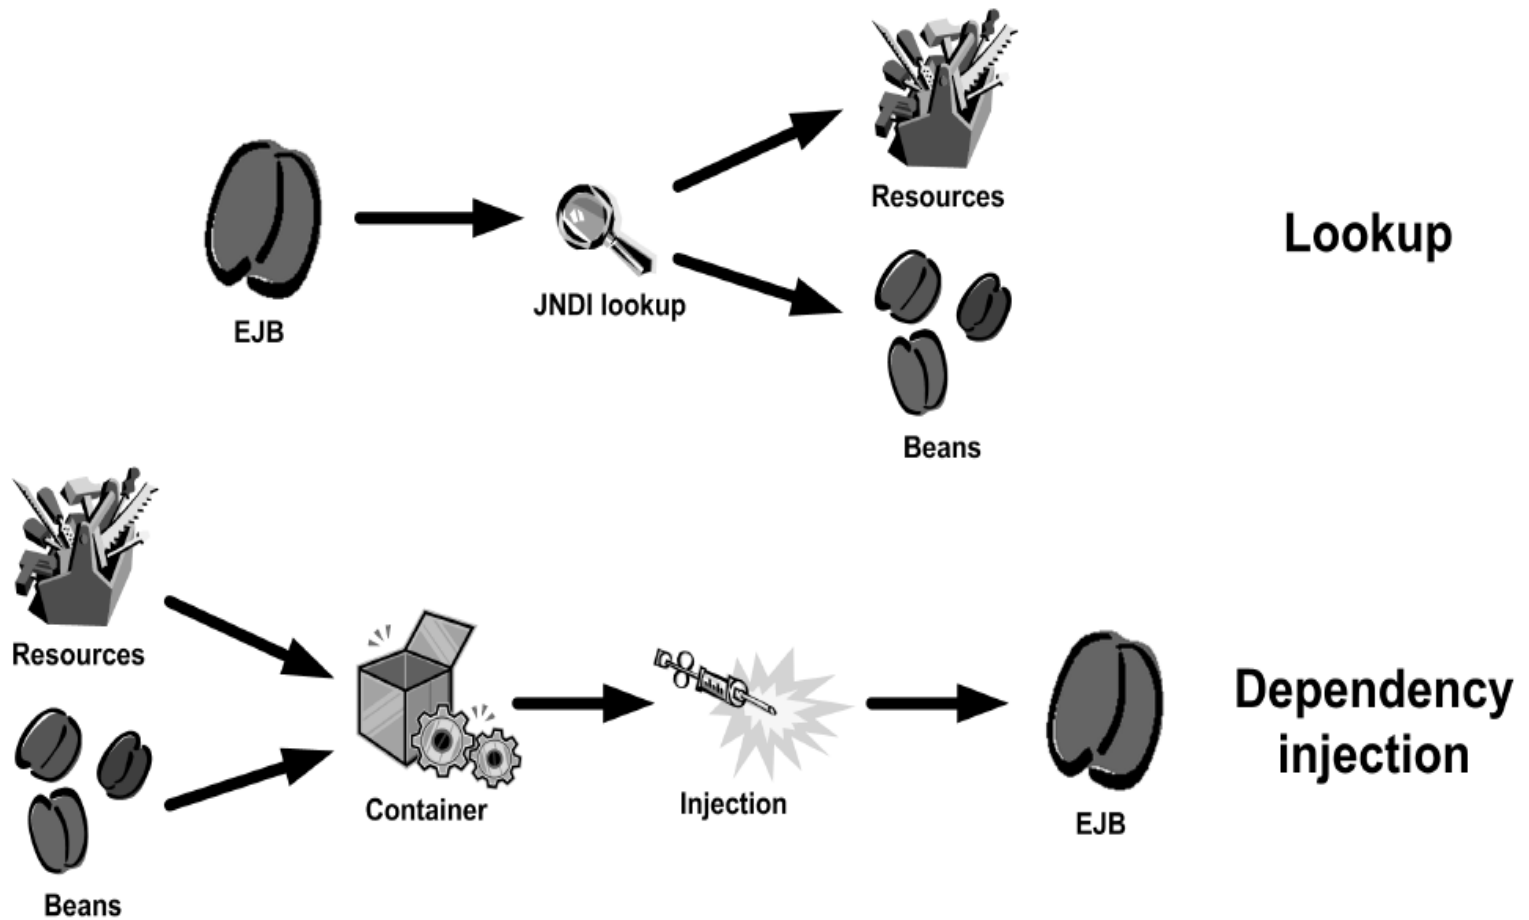 Resources
Lookup
JNDI lookup
EJB
Beans
Resources
Dependency
injection
Container
Injection
EJB
Beans